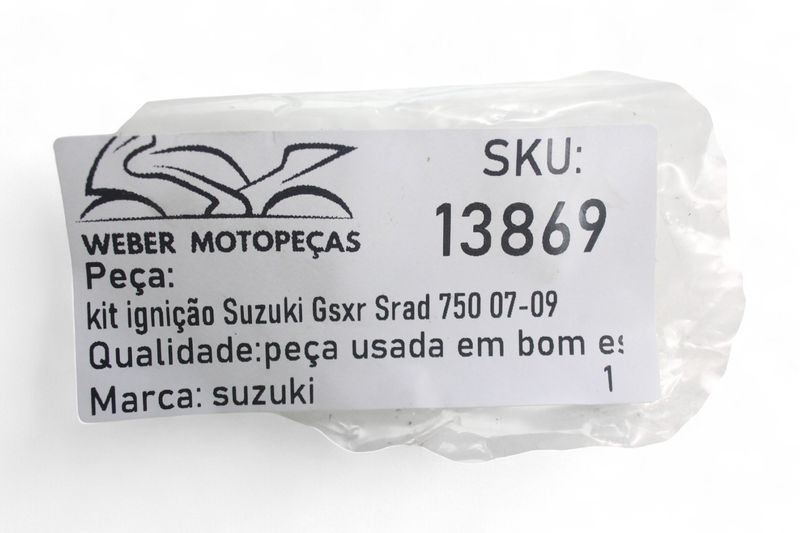 WEBER MOTOPEÇAS
SKU:
13869
Peça:
kit ignição Suzuki Gsxr Srad 750 07-09
Qualidade:peça usada em bom es
Marca: suzuki
1